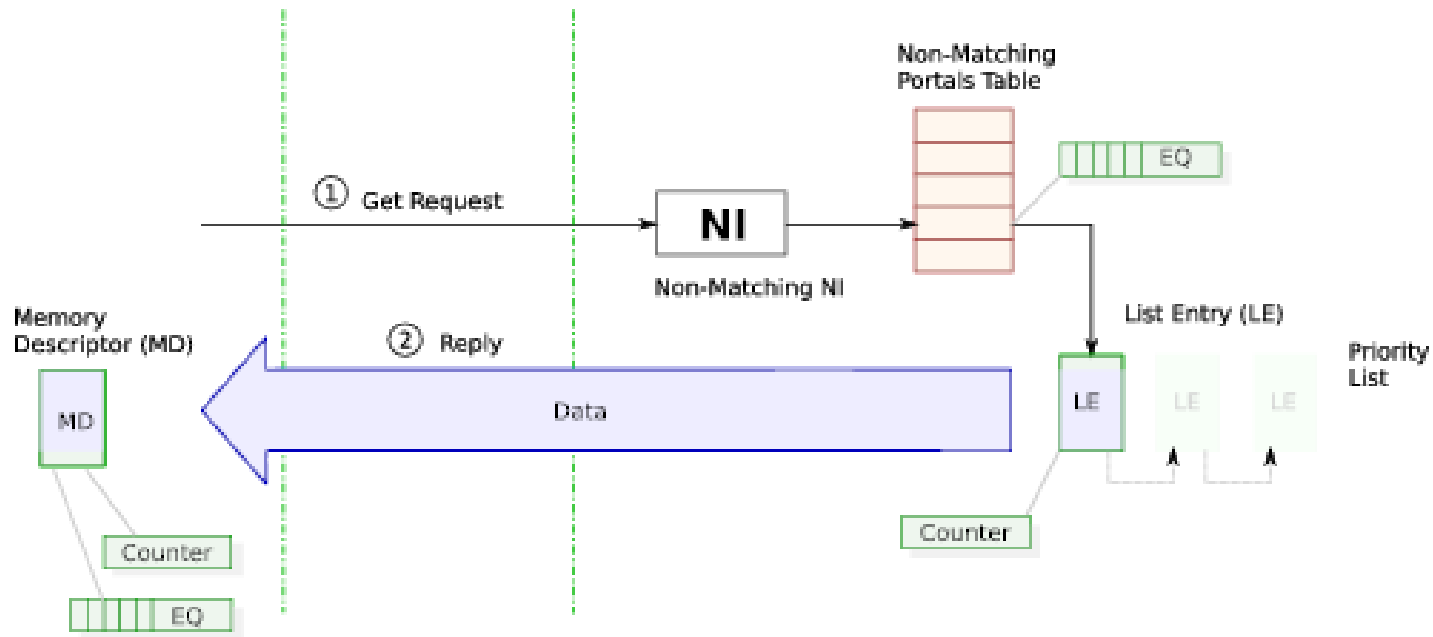 Non-Matching
Portals Table
EQ
① Get Request
NI
Non-Matching NI
List Entry (LE)
Memory
Descriptor (MD)
② Reply
Priority
List
MD
Data
LE
LE
LE
Counter
Counter
EQ